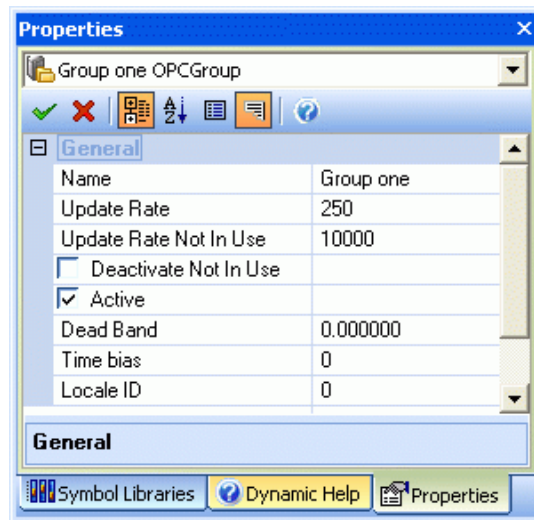 Properties
Group one OPCGroup
General
Name Group one
Update Rate 250
Update Rate Not In Use 10000
Deactivate Not In Use
Active
Dead Band 0.000000
Time bias 0
Locale ID 0
General
Symbol Libraries Dynamic Help Properties